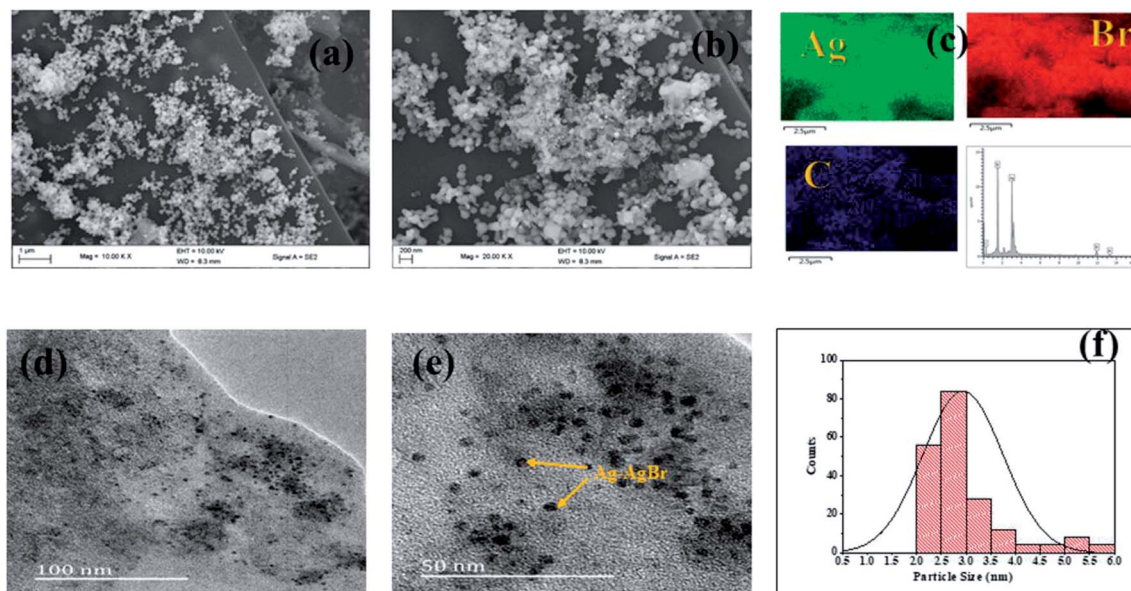 (a)
1 µm
EHT = 10.00 kV
Signal A = SE2
Mag = 10.00 K X
WD = 8.3 mm
(b)
200 nm
EHT = 10.00 kV
Signal A = SE2
Mag = 20.00 K X
WD = 8.3 mm
(c)
Ag
2.5µm
Br
2.5µm
C
2.5µm
(d)
100 nm
(e)
Ag-AgBr
50 nm
(f)
100
80
60
40
20
0
Counts
0.5 1.0 1.5 2.0 2.5 3.0 3.5 4.0 4.5 5.0 5.5 6.0
Particle Size (nm)